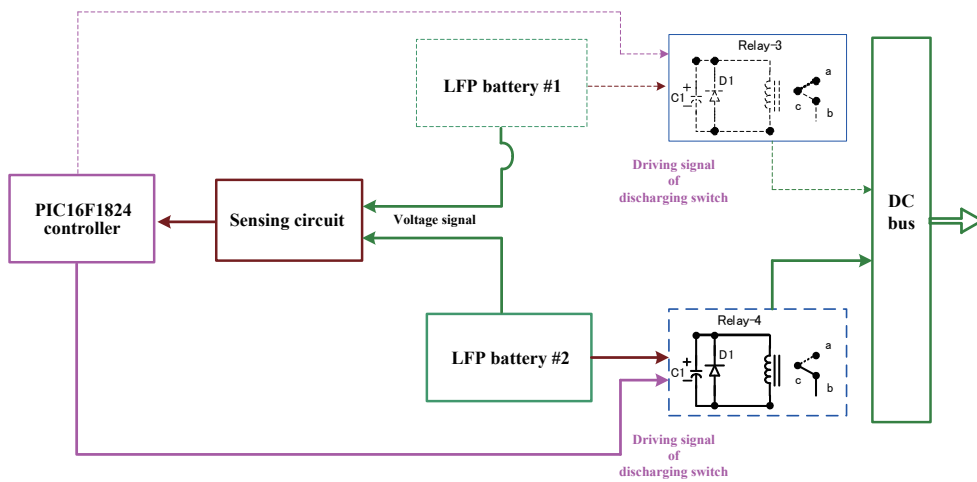 Relay-3
LFP battery #1
D1
C1
+
a
c
b
Driving signal
of
discharging switch
PIC16F1824
controller
Sensing circuit
Voltage signal
DC
bus
Relay-4
LFP battery #2
D1
C1
+
a
c
b
Driving signal
of
discharging switch